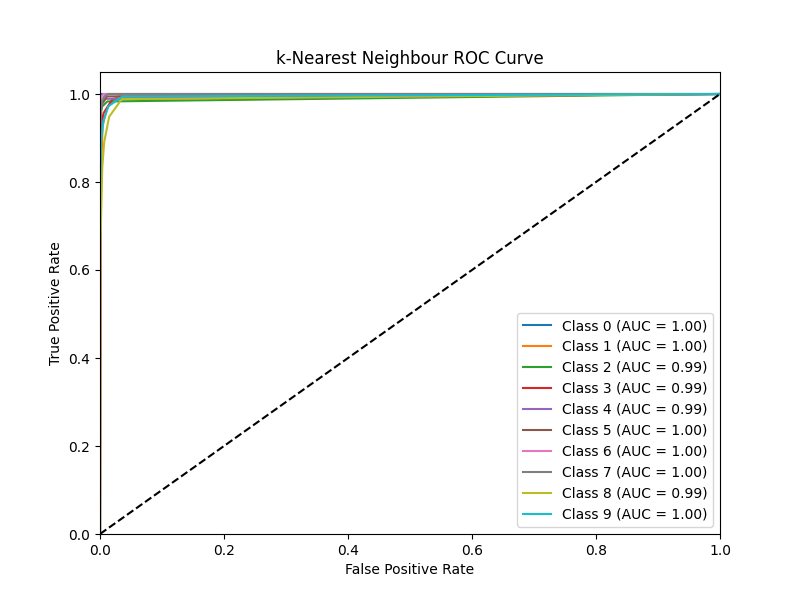 k-Nearest Neighbour ROC Curve
True Positive Rate
1.0
0.8
0.6
0.4
0.2
0.0
Class 0 (AUC = 1.00)
Class 1 (AUC = 1.00)
Class 2 (AUC = 0.99)
Class 3 (AUC = 0.99)
Class 4 (AUC = 0.99)
Class 5 (AUC = 1.00)
Class 6 (AUC = 1.00)
Class 7 (AUC = 1.00)
Class 8 (AUC = 0.99)
Class 9 (AUC = 1.00)
0.0 0.2 0.4 0.6 0.8 1.0
False Positive Rate